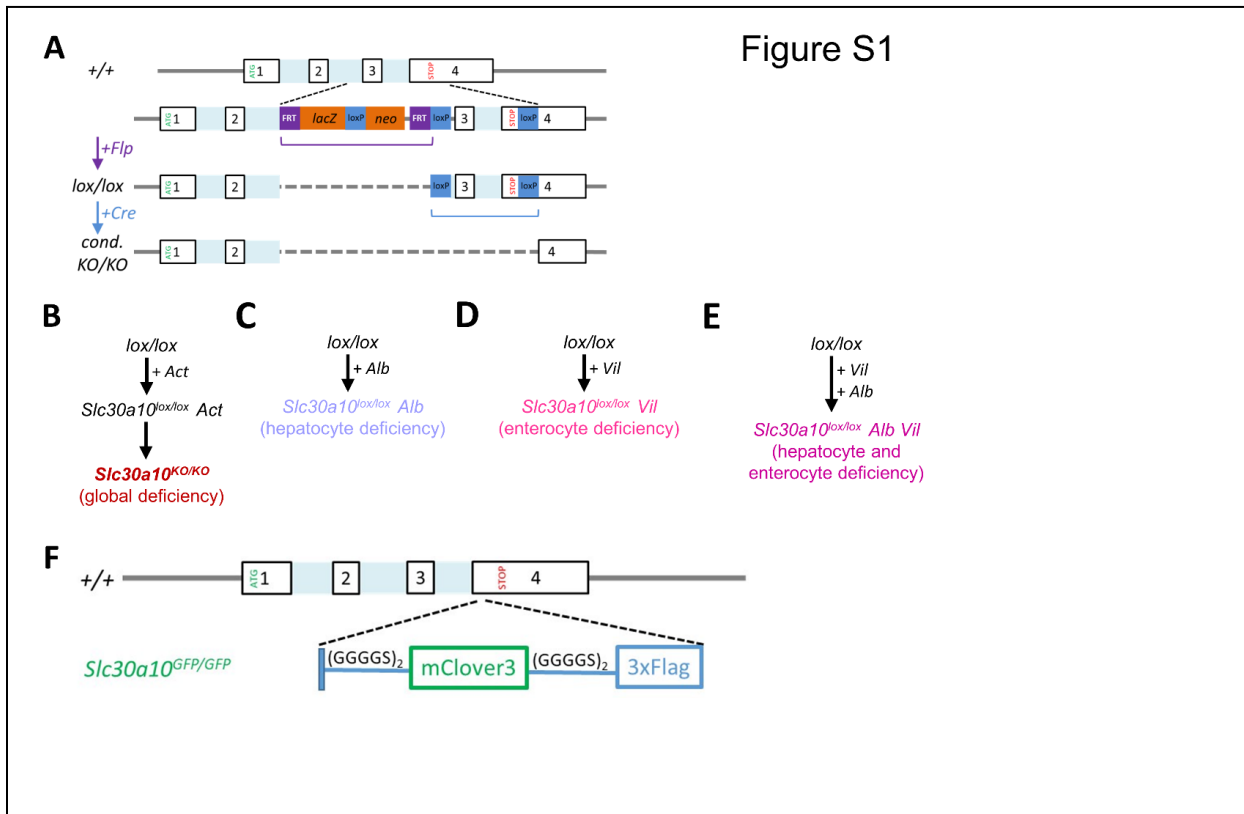 Figure S1
A
+/+ ATG 1 2 3 STOP 4
ATG 1 2 FRT lacZ loxP neo FRT loxP 3 STOP loxP 4
+Flp
lox/lox ATG 1 2 loxP 3 STOP loxP 4
+Cre
cond.
KO/KO ATG 1 2 4
B
lox/lox
+ Act
Slc30a10lox/lox Act
Slc30a10KO/KO
(global deficiency)
C
lox/lox
+ Alb
Slc30a10lox/lox Alb
(hepatocyte deficiency)
D
lox/lox
+ Vil
Slc30a10lox/lox Vil
(enterocyte deficiency)
E
lox/lox
+ Vil
+ Alb
Slc30a10lox/lox Alb Vil
(hepatocyte and
enterocyte deficiency)
F
+/+ ATG 1 2 3 STOP 4
Slc30a10GFP/GFP (GGGGS)2 mClover3 (GGGGS)2 3xFlag